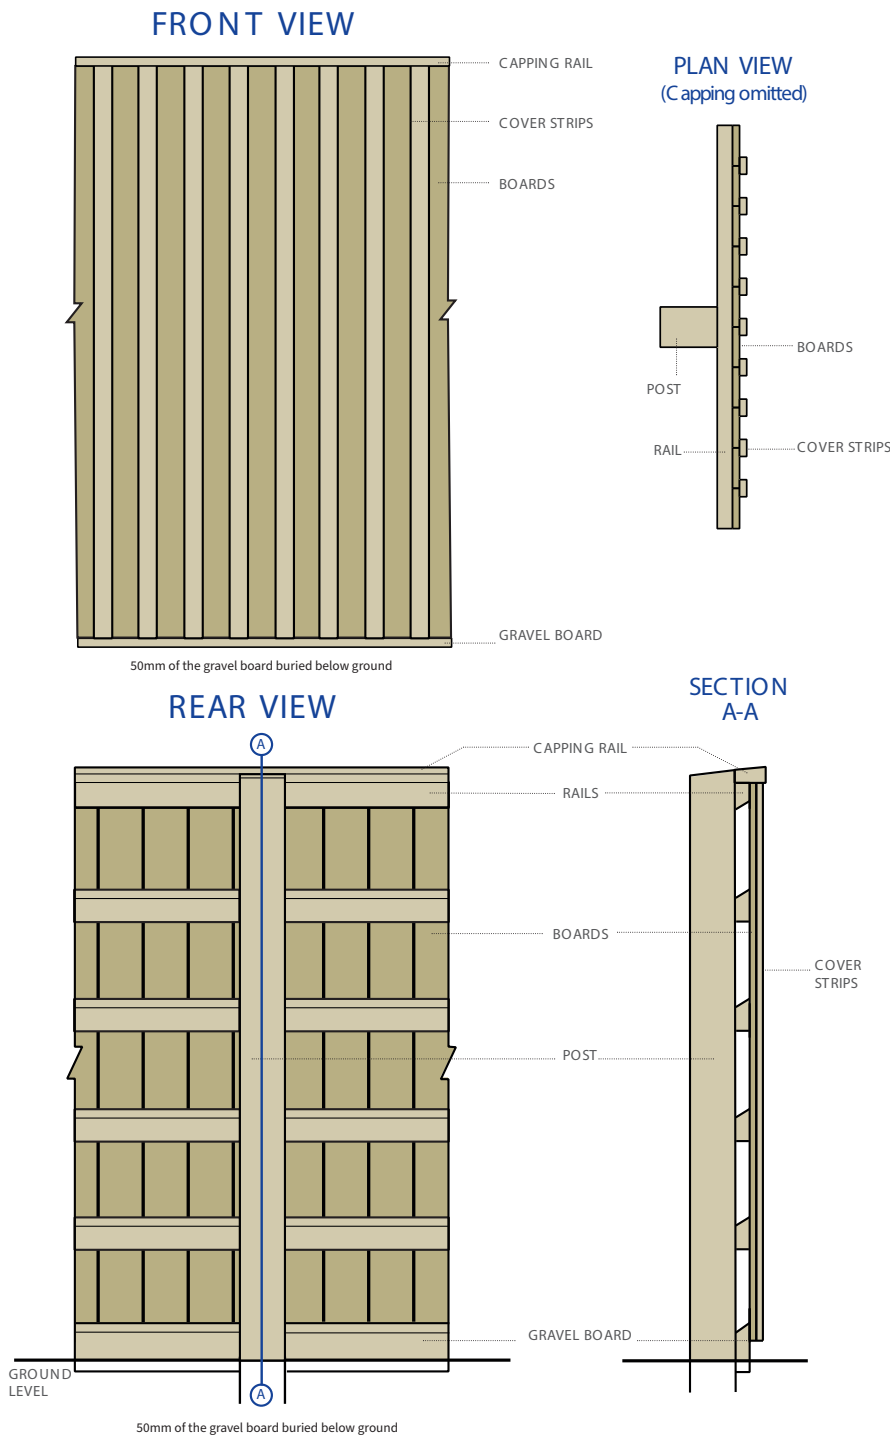 FRONT VIEW
CAPPING RAIL
COVER STRIPS
BOARDS
GRAVEL BOARD
50mm of the gravel board buried below ground
PLAN VIEW
(Capping omitted)
BOARDS
POST
RAIL
COVER STRIPS
REAR VIEW
SECTION
A-A
A
CAPPING RAIL
RAILS
BOARDS
COVER
STRIPS
POST
GRAVEL BOARD
GROUND
LEVEL
A
50mm of the gravel board buried below ground